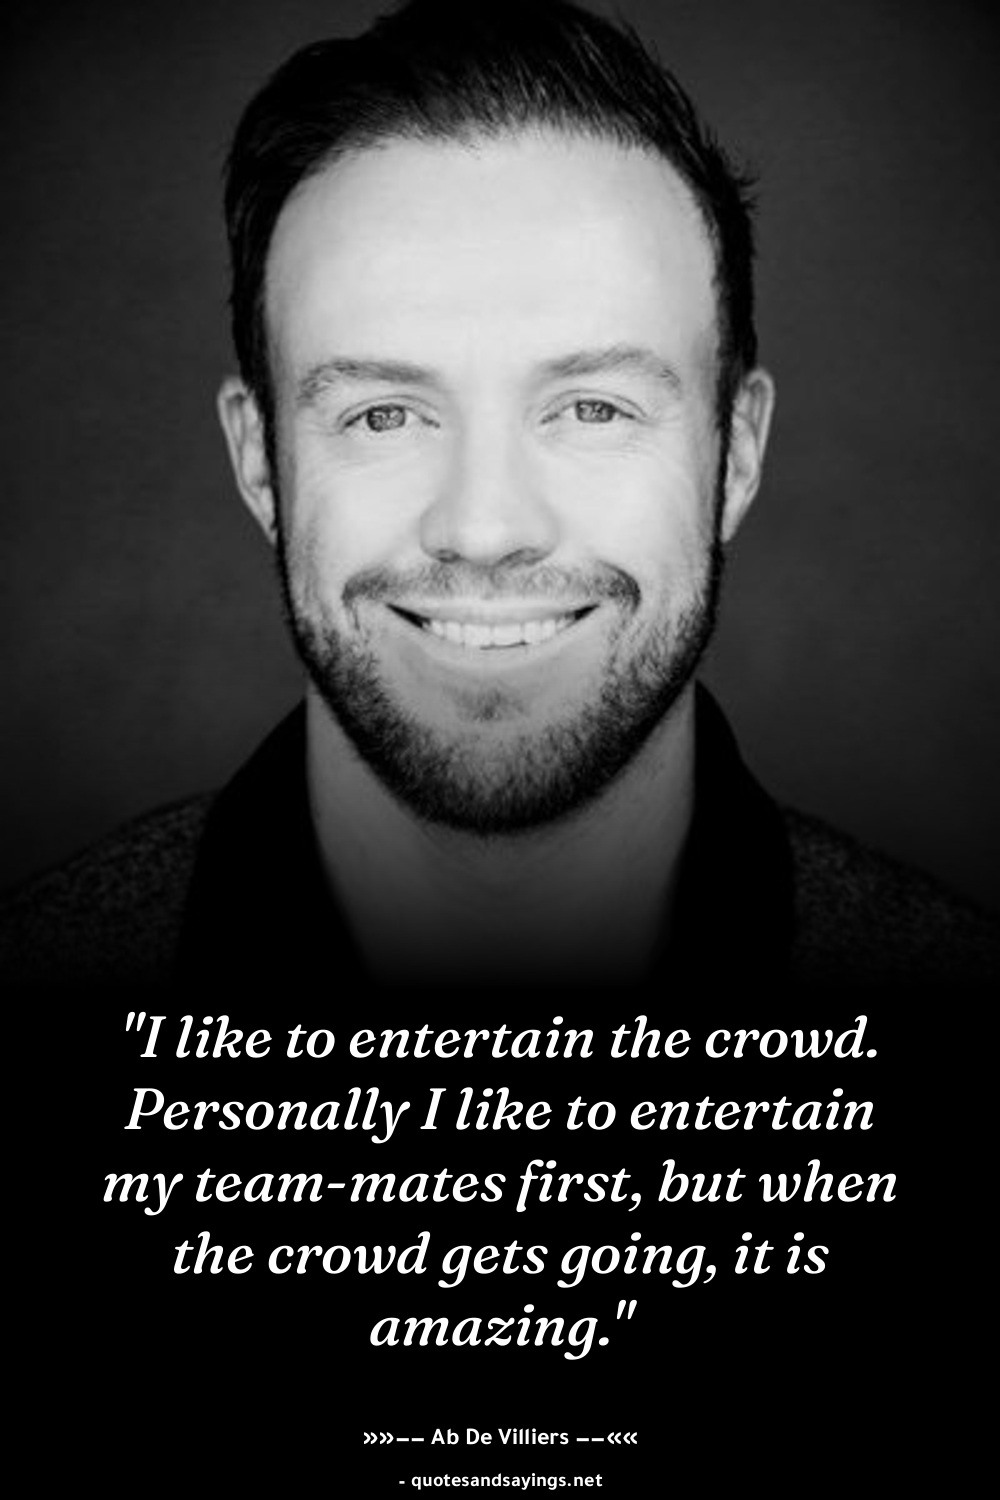 "I like to entertain the crowd.
Personally I like to entertain
my team-mates first, but when
the crowd gets going, it is
amazing."
»»–– Ab De Villiers ––««
- quotesandsayings.net